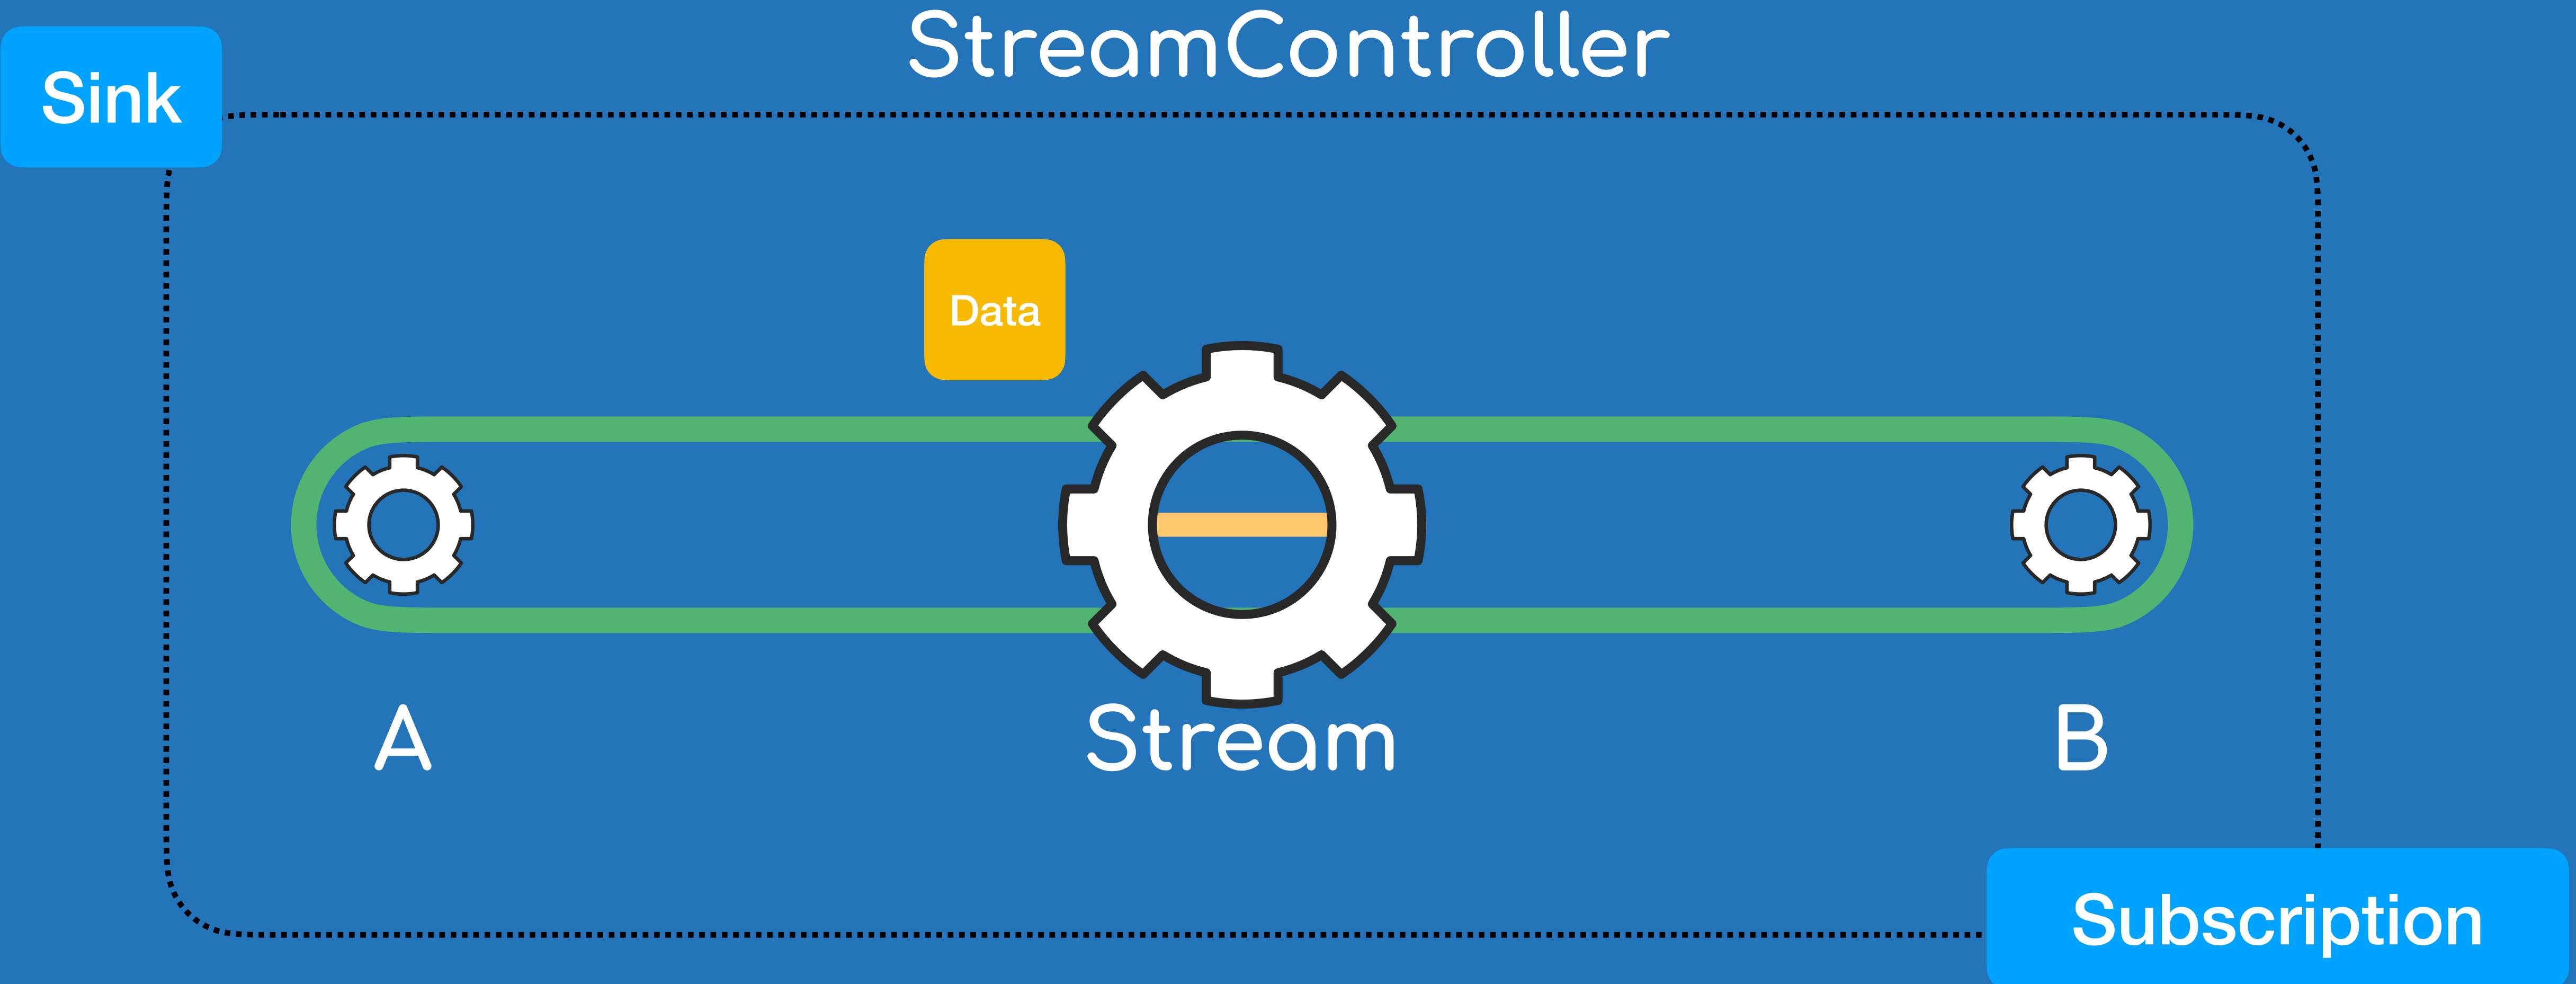 StreamController
Sink
Data
A
Stream
B
Subscription